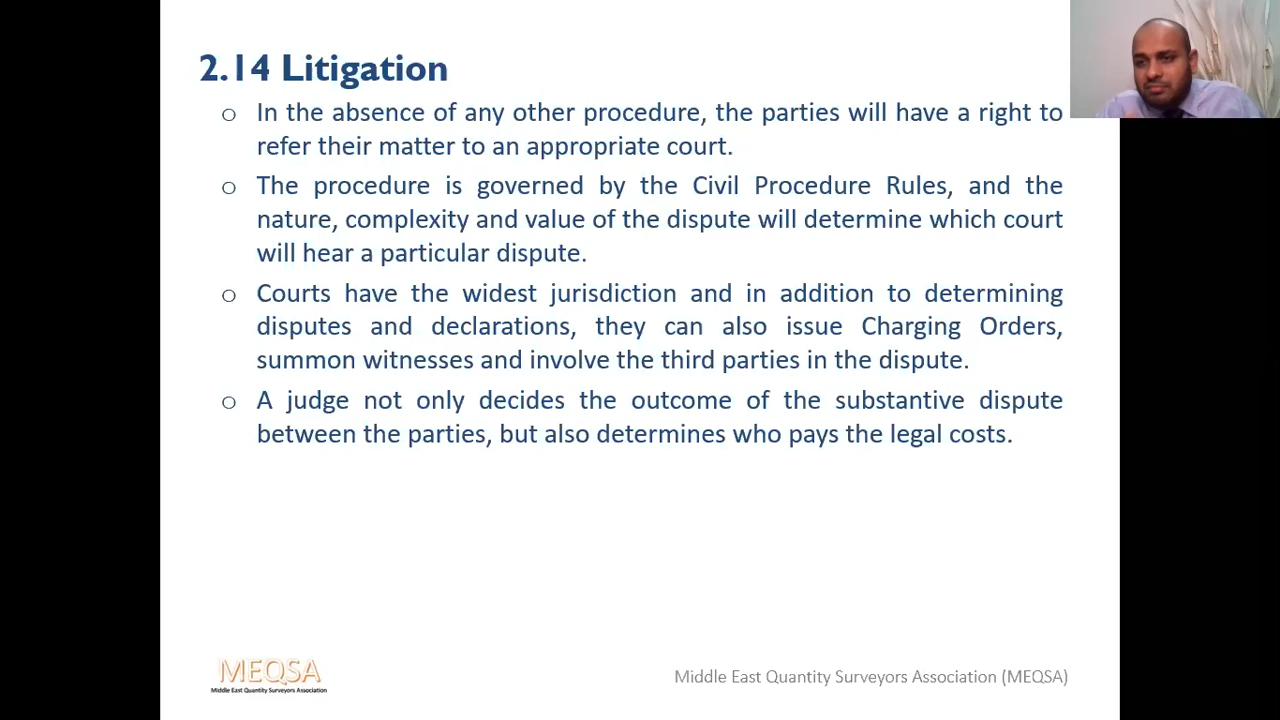 2.14 Litigation
o In the absence of any other procedure, the parties will have a right to
refer their matter to an appropriate court.
o The procedure is governed by the Civil Procedure Rules, and the
nature, complexity and value of the dispute will determine which court
will hear a particular dispute.
o Courts have the widest jurisdiction and in addition to determining
disputes and declarations, they can also issue Charging Orders,
summon witnesses and involve the third parties in the dispute.
o A judge not only decides the outcome of the substantive dispute
between the parties, but also determines who pays the legal costs.
MEQSA
Middle East Quantity Surveyors Association
Middle East Quantity Surveyors Association (MEQSA)